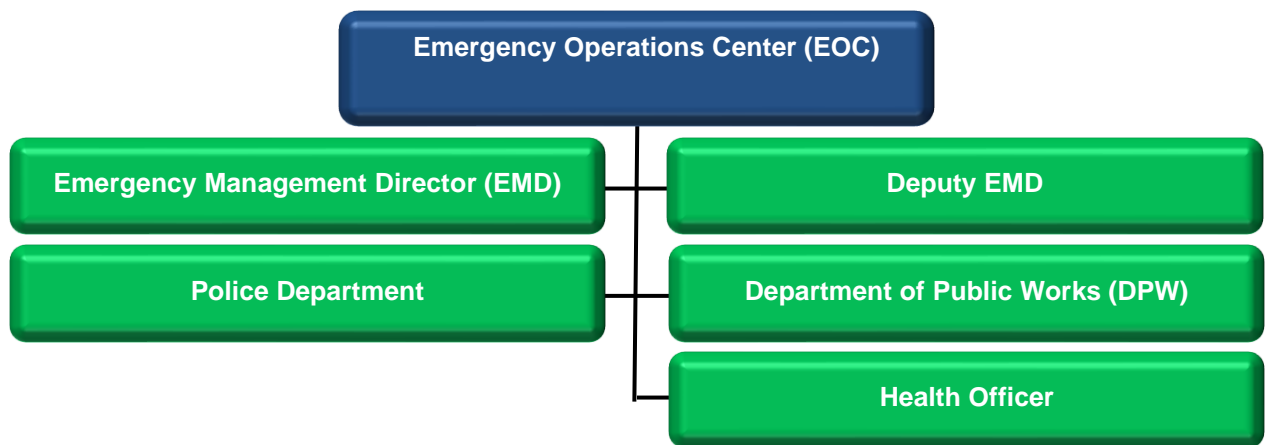 Emergency Operations Center (EOC)
Emergency Management Director (EMD)
Deputy EMD
Police Department
Department of Public Works (DPW)
Health Officer